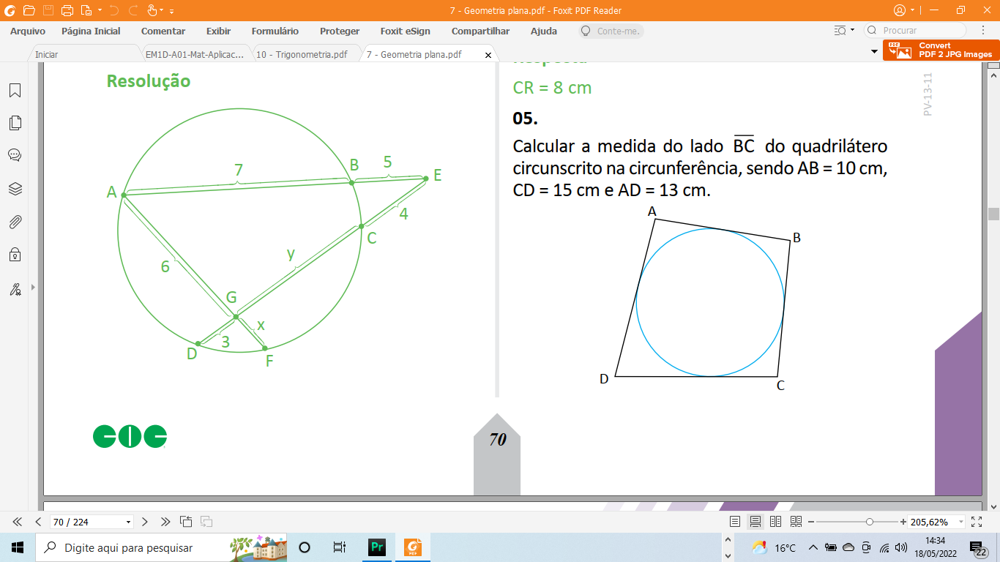 7 - Geometria plana.pdf - Foxit PDF Reader
Arquivo Página Inicial Comentar Exibir Formulário Proteger Foxit eSign Compartilhar Ajuda Conte-me. Procurar
Iniciar EM1D-A01-Mat-Aplicac... 10 - Trigonometria.pdf 7 - Geometria plana.pdf
PDF Convert
PDF 2 JPG Images
Resolução
A
7
B
5
E
4
C
y
6
G
x
3
D
F
CR = 8 cm
05.
Calcular a medida do lado BC do quadrilátero
circunscrito na circunferência, sendo AB = 10 cm,
CD = 15 cm e AD = 13 cm.
A
B
D
C
PV-13-11
70
70 / 224
205,62%
Digite aqui para pesquisar
Pr
16°C
14:34
18/05/2022
22